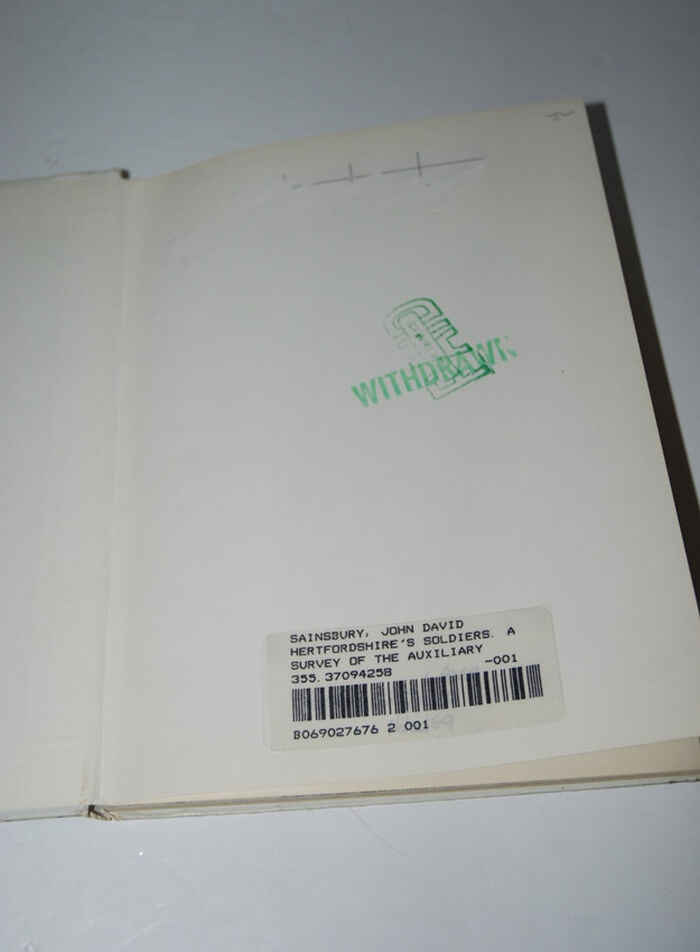 WITHDRAWN
SAINSBURY, JOHN DAVID
HERTFORDSHIRE'S SOLDIERS. A
SURVEY OF THE AUXILIARY
355.37094258 -001
B069027676 2 001